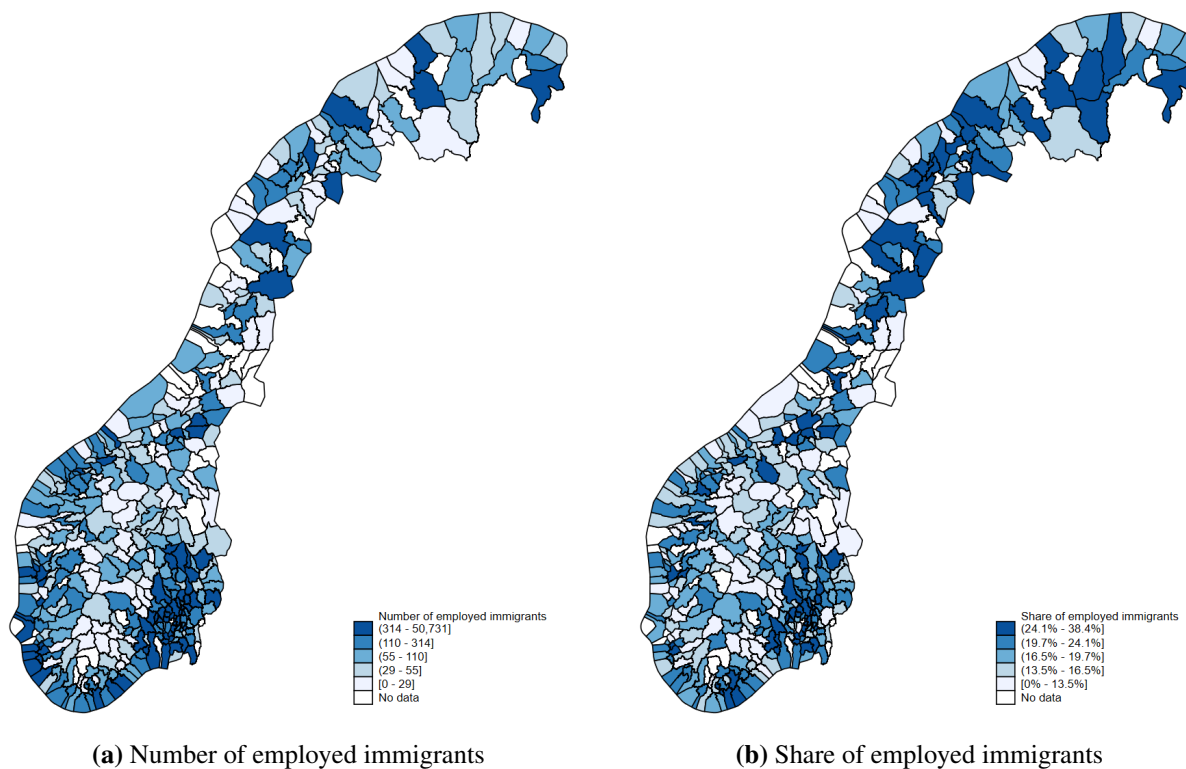 Number of employed immigrants
(314 - 50,731]
(110 - 314]
(55 - 110]
(29 - 55]
[0 - 29]
No data
Share of employed immigrants
(24.1% - 38.4%]
(19.7% - 24.1%]
(16.5% - 19.7%]
(13.5% - 16.5%]
[0% - 13.5%]
No data
(a) Number of employed immigrants
(b) Share of employed immigrants